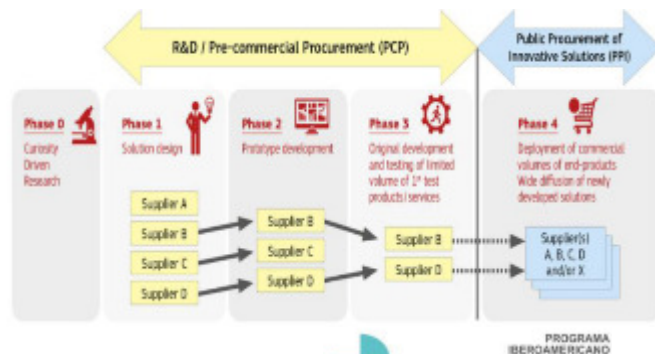 R&D / Pre-commercial Procurement (PCP)
Public Procurement of
Innovative Solutions (PPI)
Phase 0
Curiosity
Driven
Research
Phase 1
Solution design
Phase 2
Prototype development
Phase 3
Original development
and testing of limited
volume of 1st test
products/services
Phase 4
Deployment of commercial
volumes of end-products
Wide diffusion of newly
developed solutions
Supplier A
Supplier B
Supplier C
Supplier D
Supplier B
Supplier C
Supplier D
Supplier B
Supplier D
Supplier(s)
A, B, C, D
and/or X
PROGRAMA
IBEROAMERICANO